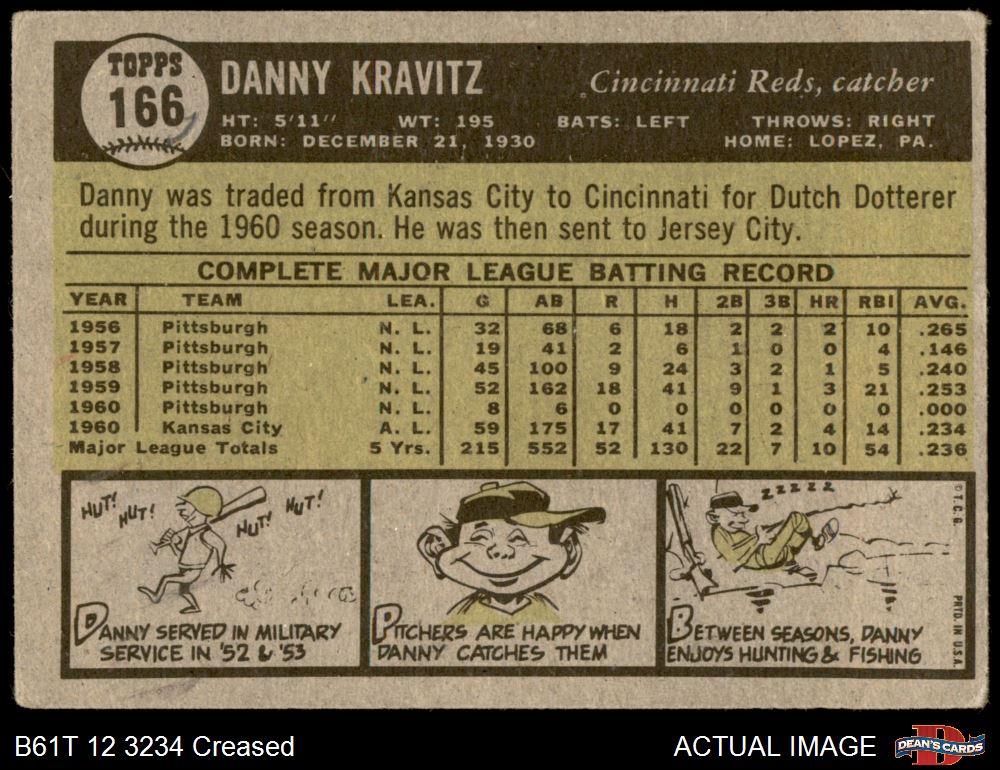 TOPPS
166
DANNY KRAVITZ Cincinnati Reds, catcher
HT: 5'11" WT: 195 BATS: LEFT THROWS: RIGHT
BORN: DECEMBER 21, 1930 HOME: LOPEZ, PA.
Danny was traded from Kansas City to Cincinnati for Dutch Dotterer
during the 1960 season. He was then sent to Jersey City.
COMPLETE MAJOR LEAGUE BATTING RECORD
YEAR TEAM LEA. G AB R H 2B 3B HR RBI AVG.
1956 Pittsburgh N. L. 32 68 6 18 2 2 2 10 .265
1957 Pittsburgh N. L. 19 41 2 6 1 0 0 4 .146
1958 Pittsburgh N. L. 45 100 9 24 3 2 1 5 .240
1959 Pittsburgh N. L. 52 162 18 41 9 1 3 21 .253
1960 Pittsburgh N. L. 8 6 0 0 0 0 0 0 .000
1960 Kansas City A. L. 59 175 17 41 7 2 4 14 .234
Major League Totals 5 Yrs. 215 552 52 130 22 7 10 54 .236
HUT! HUT! HUT! HUT!
DANNY SERVED IN MILITARY
SERVICE IN '52 & '53
PITCHERS ARE HAPPY WHEN
DANNY CATCHES THEM
ZZZZZ
BETWEEN SEASONS, DANNY
ENJOYS HUNTING & FISHING
© T. C. G.
PRTD. IN U.S.A.
B61T 12 3234 Creased ACTUAL IMAGE
DEAN'S CARDS